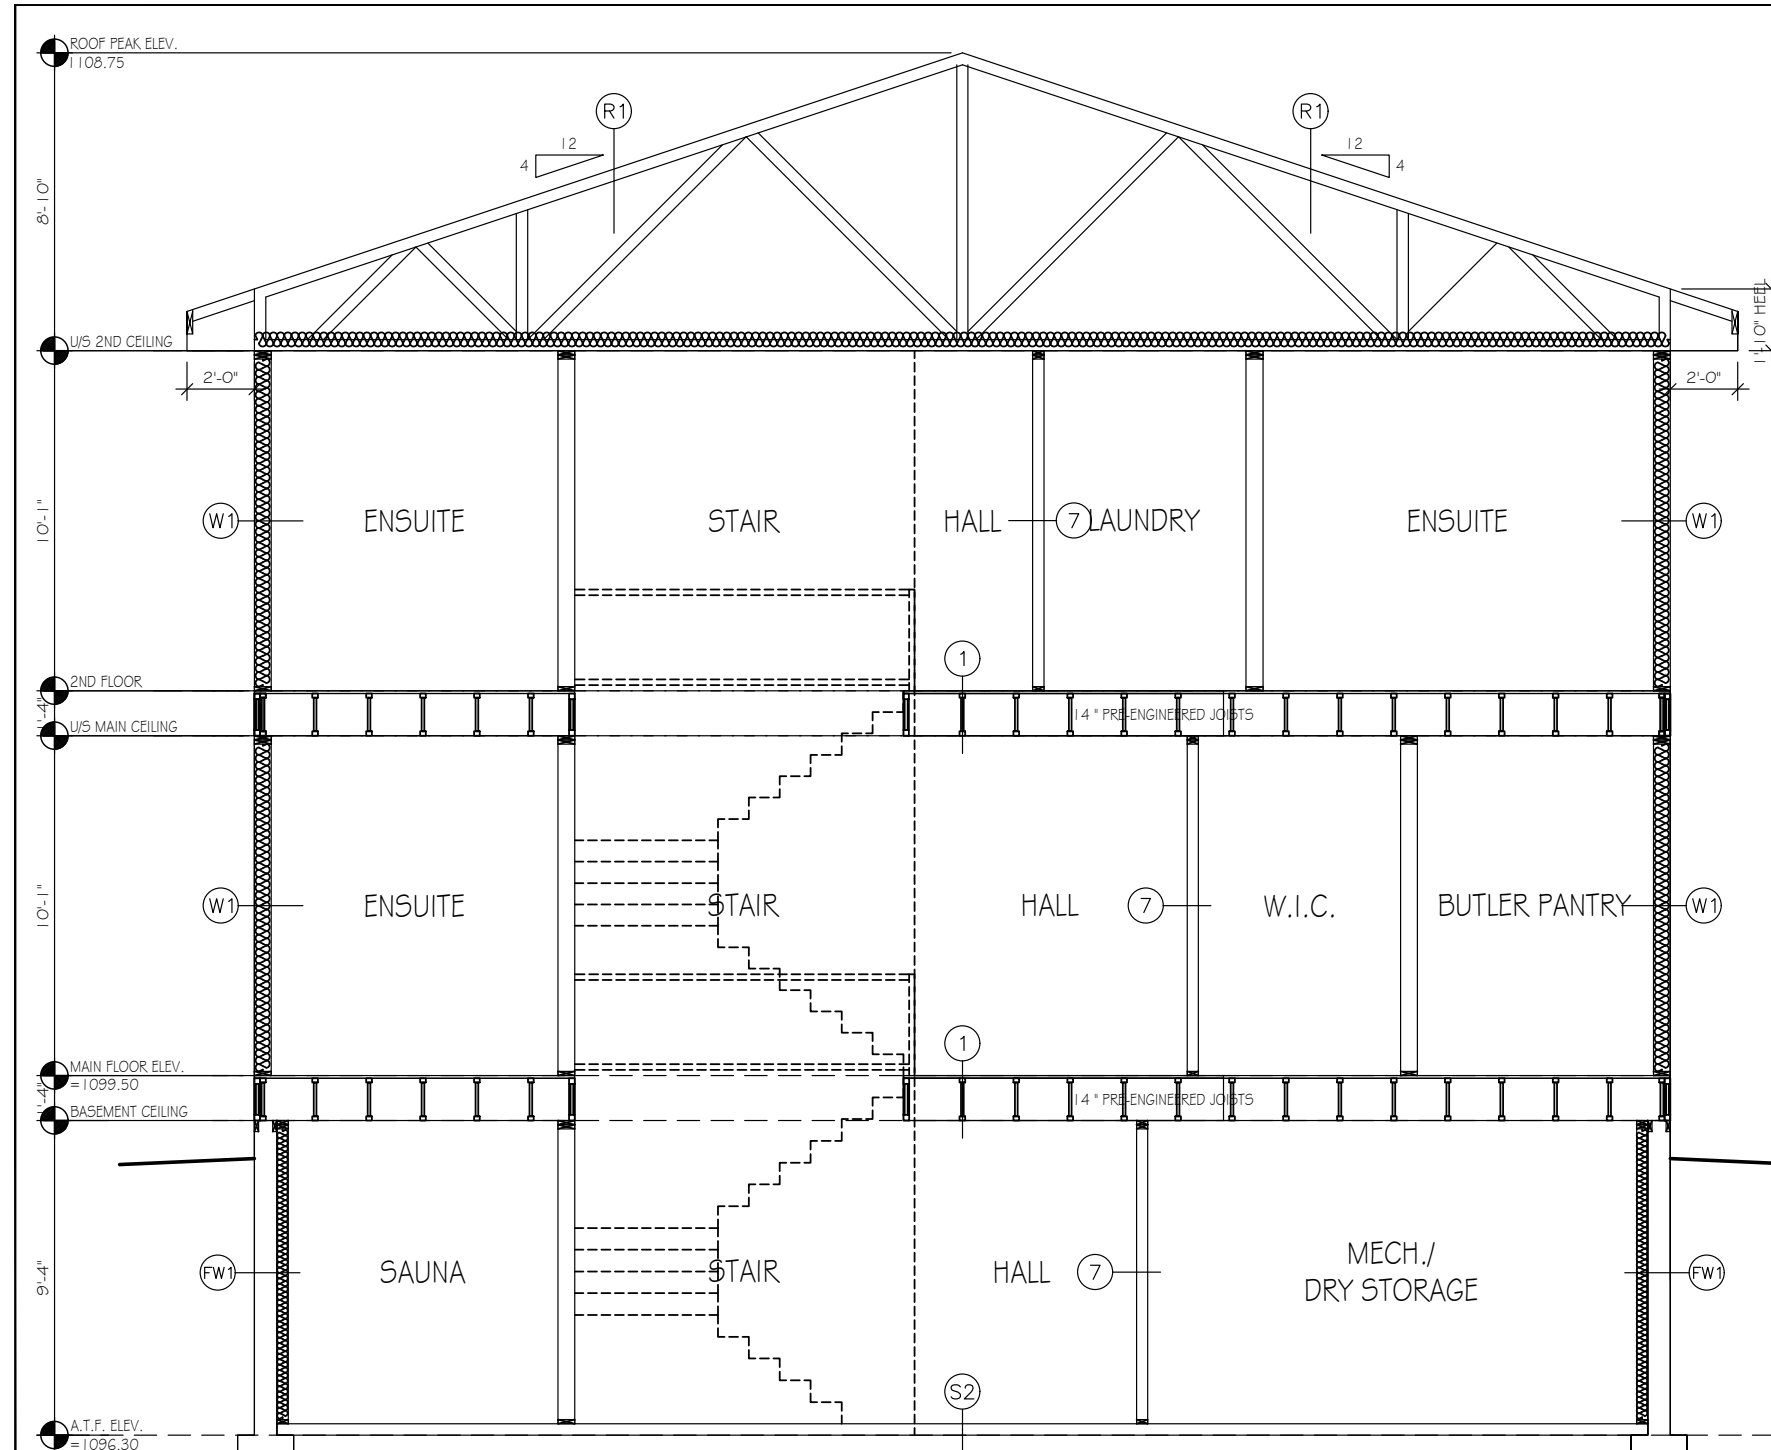 ROOF PEAK ELEV.
1108.75
R1
R1
12
4
12
4
8'-10"
1'-10" HEEL
U/S 2ND CEILING
2'-0"
2'-0"
10'-1"
W1
ENSUITE
STAIR
HALL
7
LAUNDRY
ENSUITE
W1
1
2ND FLOOR
1'-4"
14" PRE-ENGINEERED JOISTS
U/S MAIN CEILING
10'-1"
W1
ENSUITE
STAIR
HALL
7
W.I.C.
BUTLER PANTRY
W1
1
MAIN FLOOR ELEV.
=1099.50
1'-4"
14" PRE-ENGINEERED JOISTS
BASEMENT CEILING
9'-4"
FW1
SAUNA
STAIR
HALL
7
MECH./
DRY STORAGE
FW1
S2
A.T.F. ELEV.
=1096.30